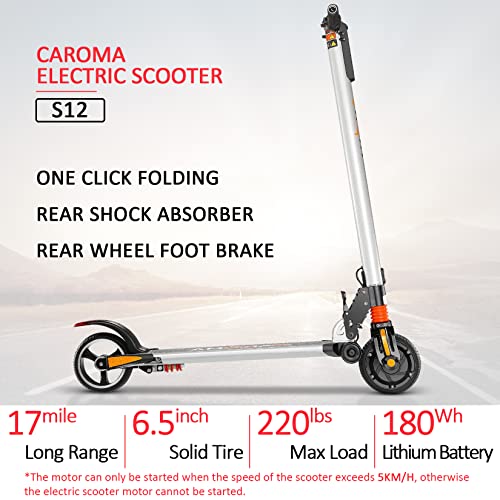 CAROMA
ELECTRIC SCOOTER
S12
ONE CLICK FOLDING
REAR SHOCK ABSORBER
REAR WHEEL FOOT BRAKE
17mile
Long Range
6.5inch
Solid Tire
220lbs
Max Load
180Wh
Lithium Battery
*The motor can only be started when the speed of the scooter exceeds 5KM/H, otherwise
the electric scooter motor cannot be started.